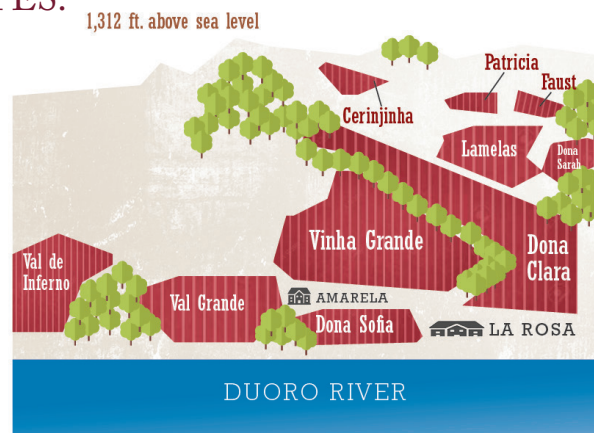 TES:
1,312 ft. above sea level
Patricia
Faust
Cerinjinha
Lamelas
Dona
Sarah
Vinha Grande
Dona
Clara
Val de
Inferno
Val Grande
AMARELA
Dona Sofia
LA ROSA
DUORO RIVER